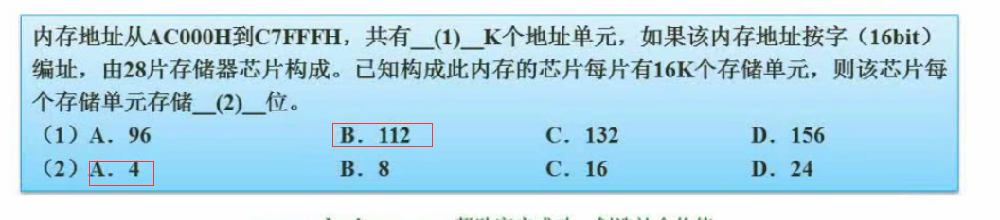 内存地址从AC000H到C7FFFH，共有__(1)__K个地址单元，如果该内存地址按字（16bit）
编址，由28片存储器芯片构成。已知构成此内存的芯片每片有16K个存储单元，则该芯片每
个存储单元存储__(2)__位。
（1）A．96 B．112 C．132 D．156
（2）A．4 B．8 C．16 D．24